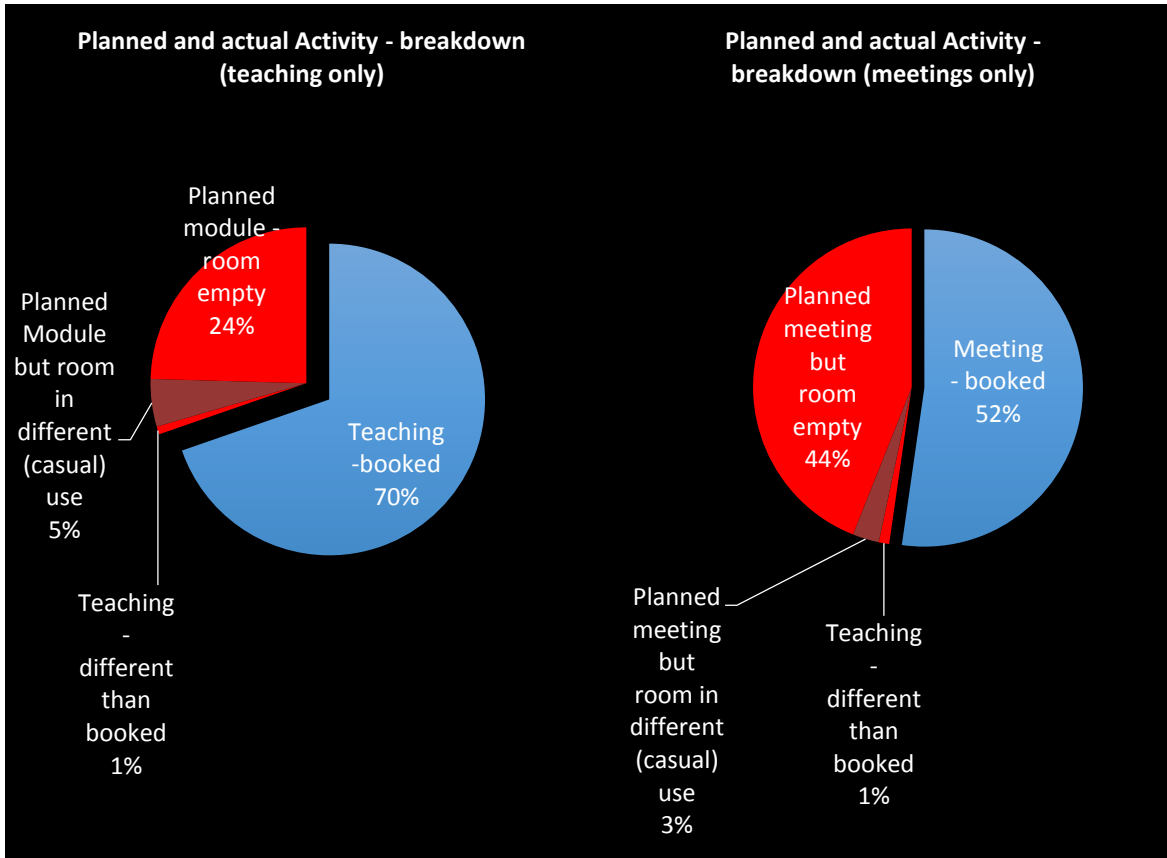 Planned and actual Activity - breakdown
(teaching only)
Planned
module -
room
empty
24%
Planned
Module
but room
in
different
(casual)
use
5%
Teaching
-booked
70%
Teaching
-
different
than
booked
1%
Planned and actual Activity -
breakdown (meetings only)
Planned
meeting
but
room
empty
44%
Meeting
- booked
52%
Planned
meeting
but
room in
different
(casual)
use
3%
Teaching
-
different
than
booked
1%